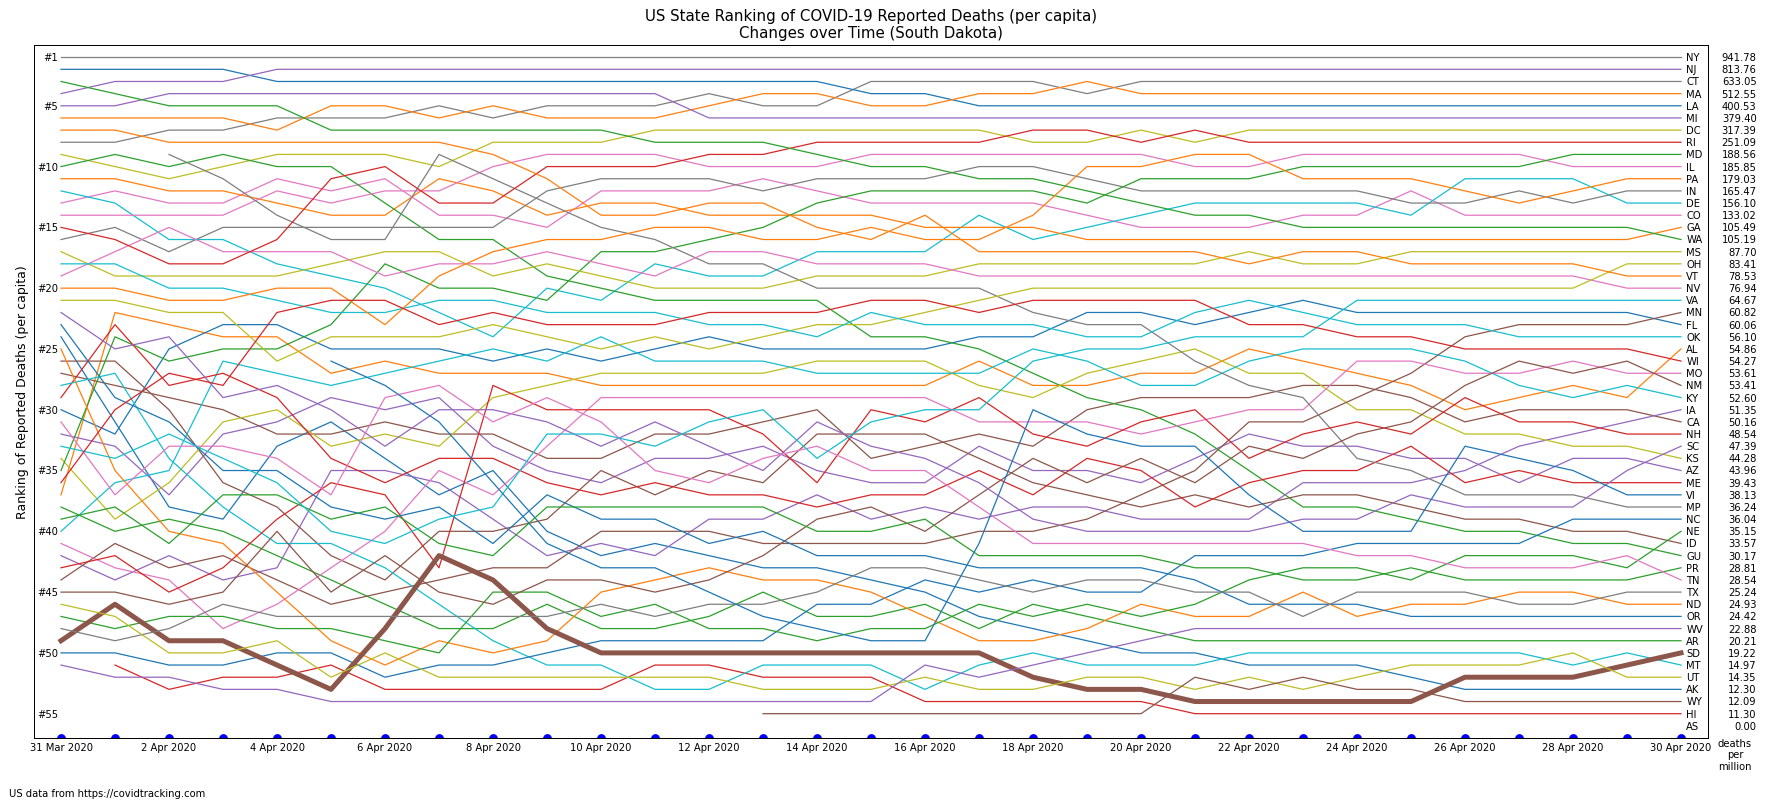 US State Ranking of COVID-19 Reported Deaths (per capita)
Changes over Time (South Dakota)
Ranking of Reported Deaths (per capita)
#1
#5
#10
#15
#20
#25
#30
#35
#40
#45
#50
#55
NY 941.78
NJ 813.76
CT 633.05
MA 512.55
LA 400.53
MI 379.40
DC 317.39
RI 251.09
MD 188.56
IL 185.85
PA 179.03
IN 165.47
DE 156.10
CO 133.02
GA 105.49
WA 105.19
MS 87.70
OH 83.41
VT 78.53
NV 76.94
VA 64.67
MN 60.82
FL 60.06
OK 56.10
AL 54.86
WI 54.27
MO 53.61
NM 53.41
KY 52.60
IA 51.35
CA 50.16
NH 48.54
SC 47.39
KS 44.28
AZ 43.96
ME 39.43
VI 38.13
MP 36.24
NC 36.04
NE 35.15
ID 33.57
GU 30.17
PR 28.81
TN 28.54
TX 25.24
ND 24.93
OR 24.42
WV 22.88
AR 20.21
SD 19.22
MT 14.97
UT 14.35
AK 12.30
WY 12.09
HI 11.30
AS 0.00
31 Mar 2020 2 Apr 2020 4 Apr 2020 6 Apr 2020 8 Apr 2020 10 Apr 2020 12 Apr 2020 14 Apr 2020 16 Apr 2020 18 Apr 2020 20 Apr 2020 22 Apr 2020 24 Apr 2020 26 Apr 2020 28 Apr 2020 30 Apr 2020
deaths
per
million
US data from https://covidtracking.com